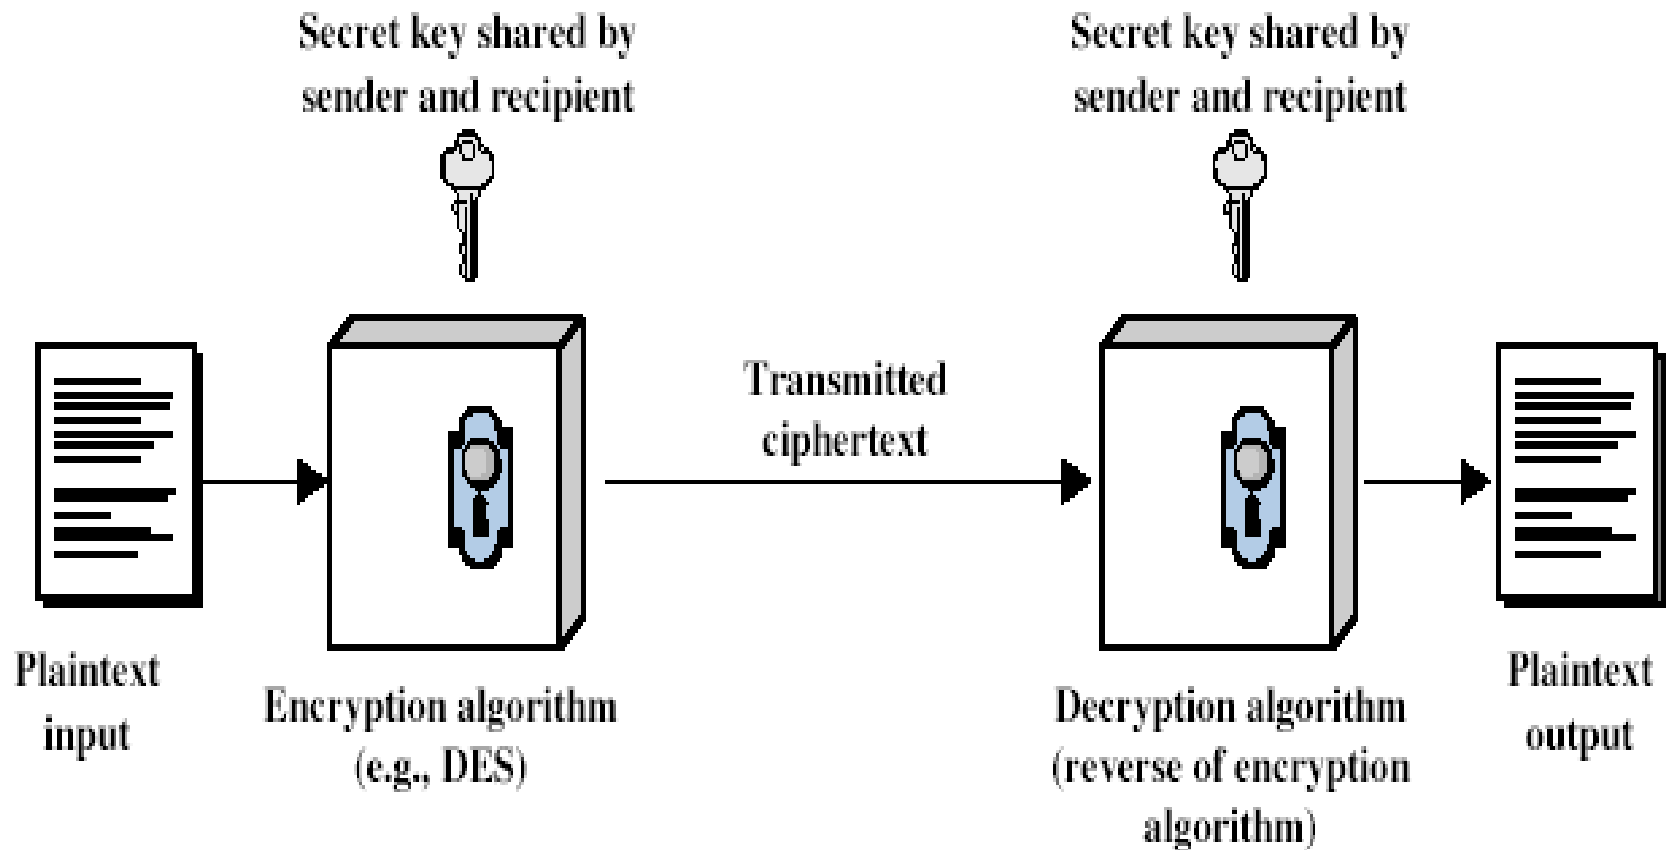 Secret key shared by
sender and recipient
Secret key shared by
sender and recipient
Transmitted
ciphertext
Plaintext
input
Encryption algorithm
(e.g., DES)
Decryption algorithm
(reverse of encryption
algorithm)
Plaintext
output